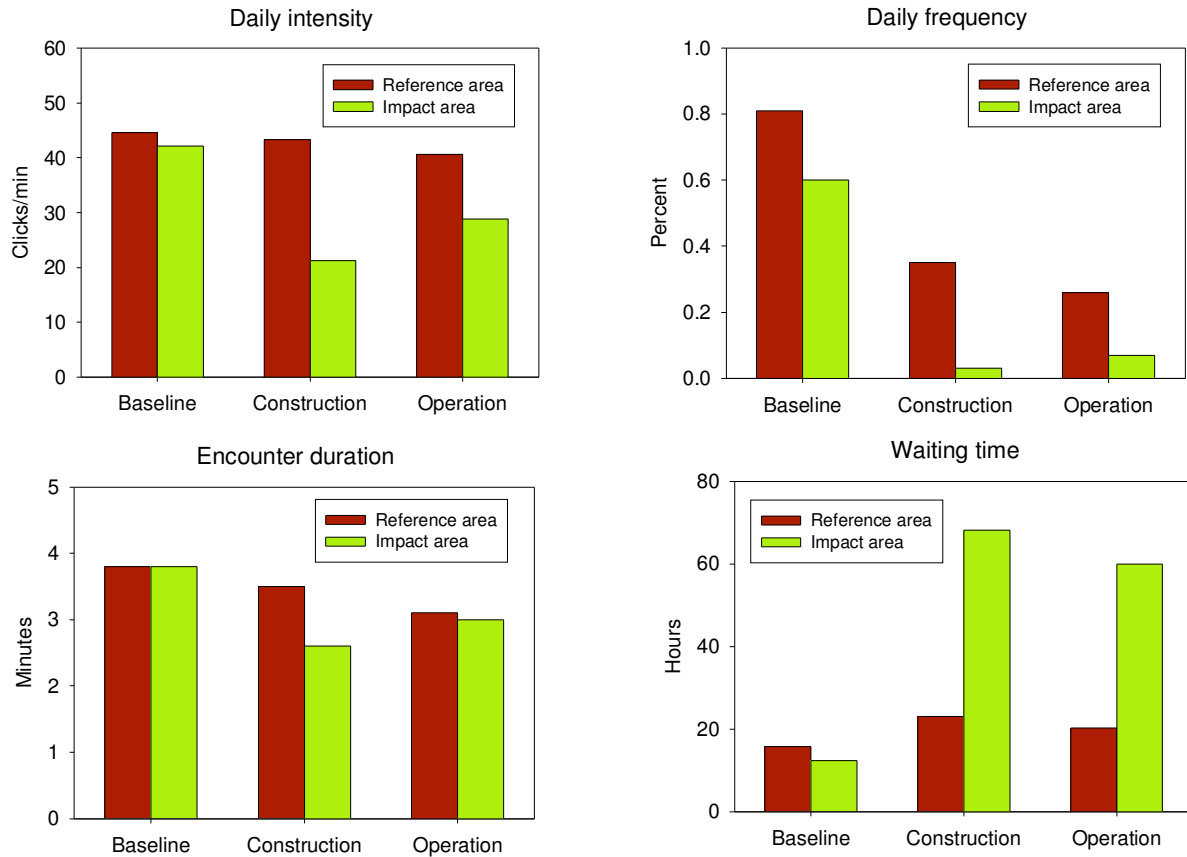 Daily intensity
60
50
40
30
20
10
0
Clicks/min
Reference area
Impact area
Baseline Construction Operation
Daily frequency
1.0
0.8
0.6
0.4
0.2
0.0
Percent
Reference area
Impact area
Baseline Construction Operation
Encounter duration
5
4
3
2
1
0
Minutes
Reference area
Impact area
Baseline Construction Operation
Waiting time
80
60
40
20
0
Hours
Reference area
Impact area
Baseline Construction Operation